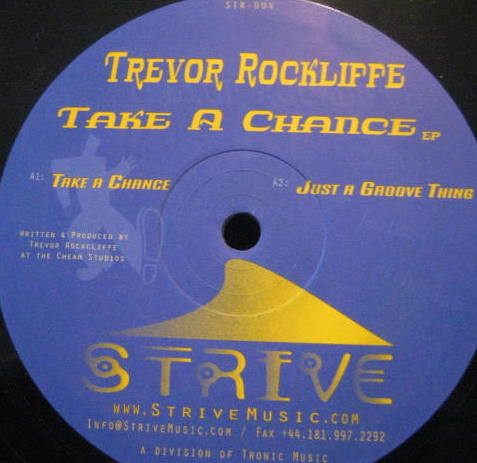 STR-004
TREVOR ROCKLIFFE
TAKE A CHANCE EP
A1: TAKE A CHANCE
A2: JUST A GROOVE THING
WRITTEN & PRODUCED BY
TREVOR ROCKCLIFFE
AT THE CHEAM STUDIOS
STRIVE
WWW.STRIVEMUSIC.COM
INFO@STRIVEMUSIC.COM / FAX +44.181.997.2292
A DIVISION OF TRONIC MUSIC